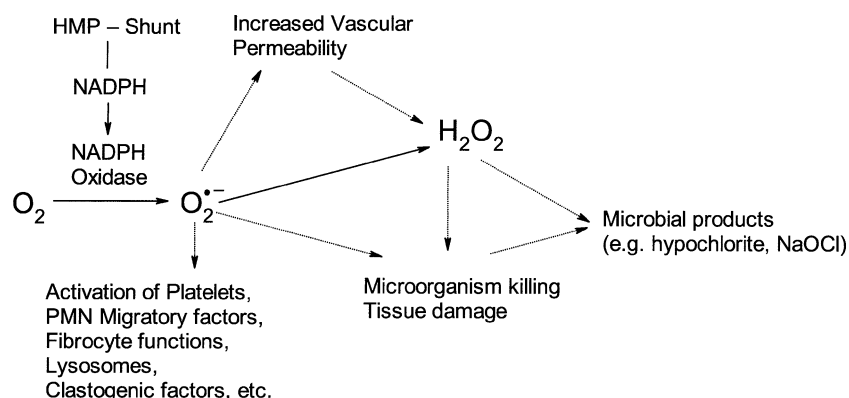 HMP – Shunt
Increased Vascular
Permeability
NADPH
NADPH
Oxidase
H₂O₂
O₂
O₂•−
Microbial products
(e.g. hypochlorite, NaOCl)
Microorganism killing
Tissue damage
Activation of Platelets,
PMN Migratory factors,
Fibrocyte functions,
Lysosomes,
Clastogenic factors, etc.